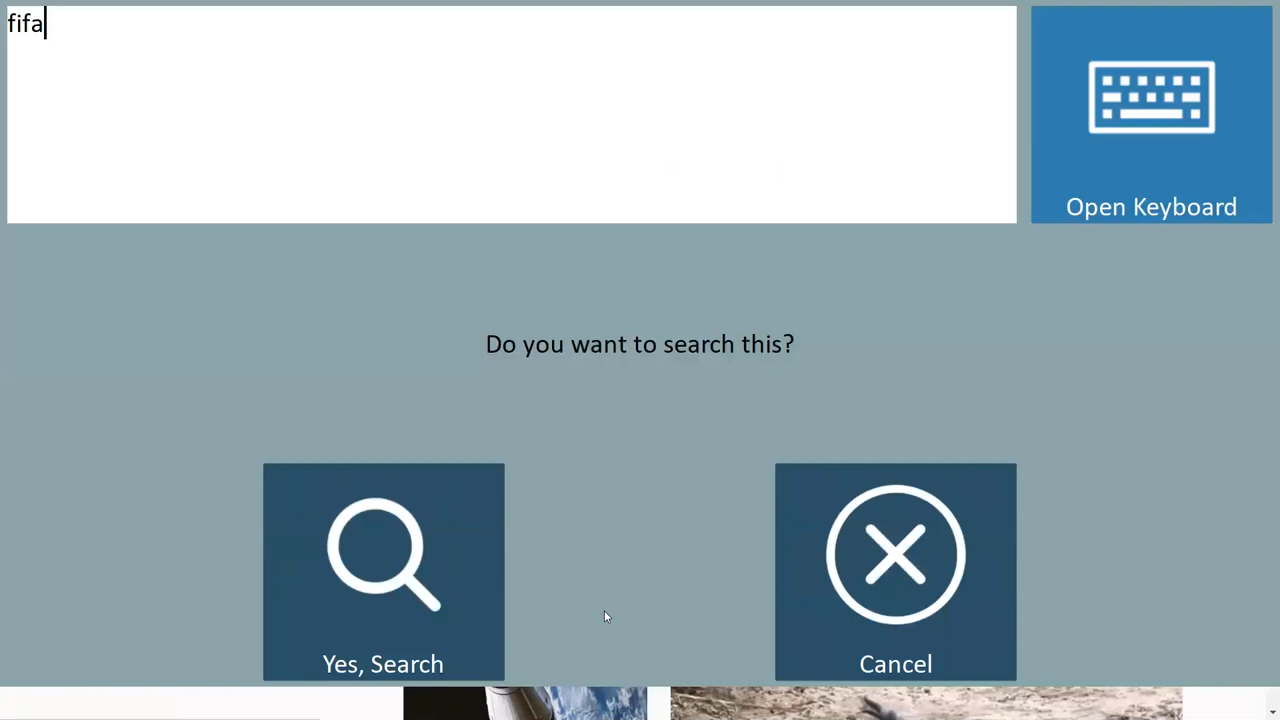 fifa
Open Keyboard
Do you want to search this?
Yes, Search
Cancel